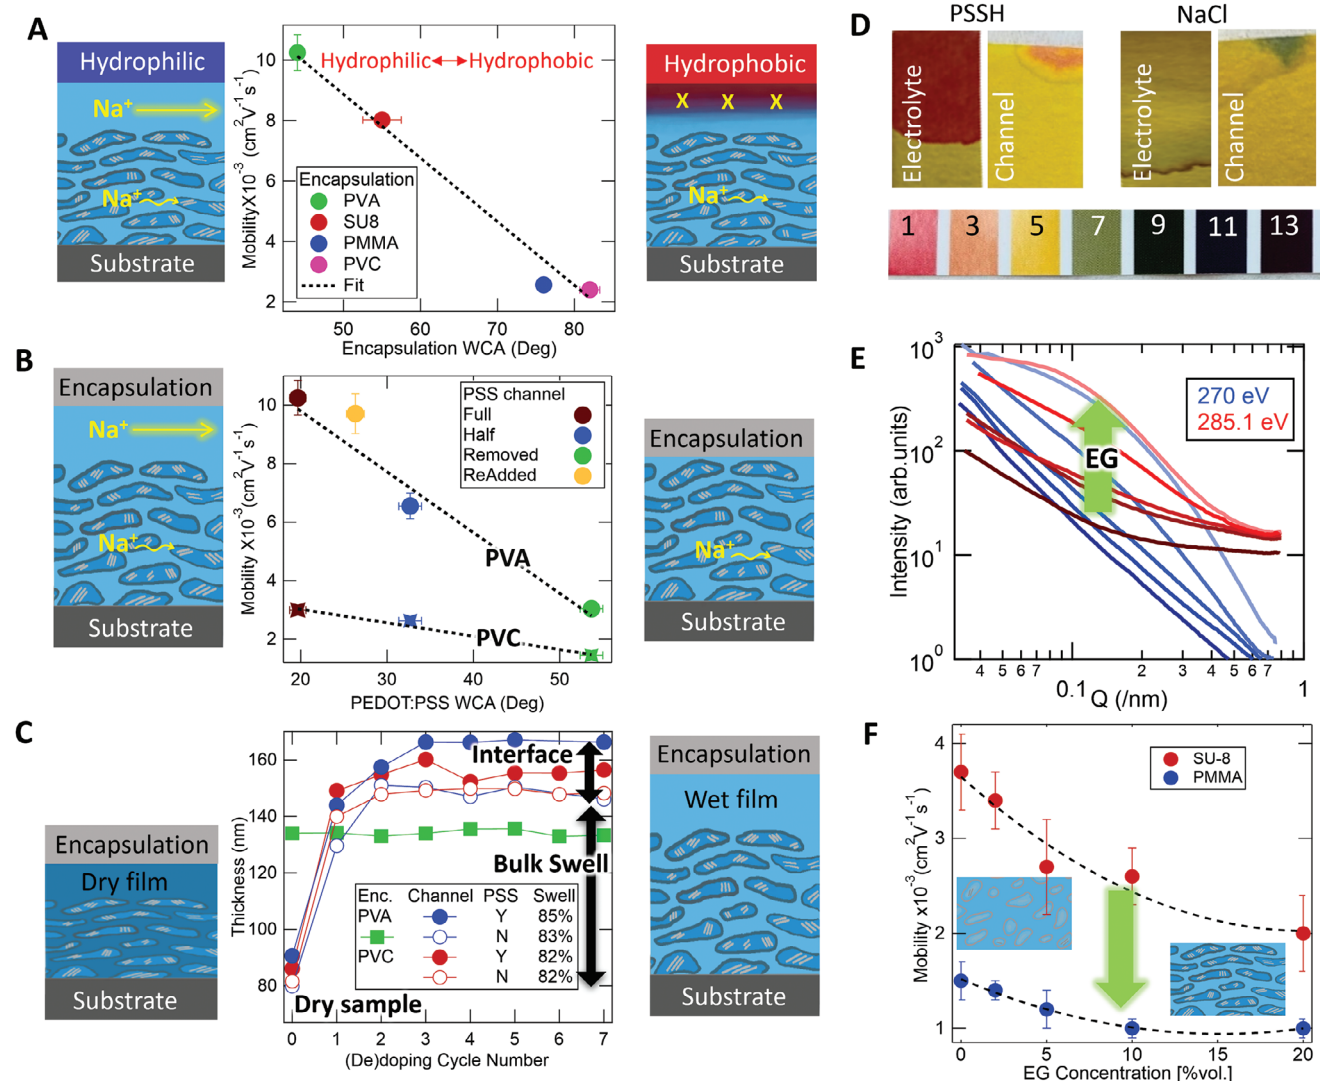 A
Hydrophilic
Na⁺
Na⁺
Substrate
Mobility X10⁻³ (cm²V⁻¹s⁻¹)
10
8
6
4
2
Hydrophilic Hydrophobic
Encapsulation
PVA
SU8
PMMA
PVC
Fit
50 60 70 80
Encapsulation WCA (Deg)
Hydrophobic
X X X
Na⁺
Substrate
B
Encapsulation
Na⁺
Na⁺
Substrate
Mobility X10⁻³(cm²V⁻¹s⁻¹)
10
8
6
4
2
PSS channel
Full
Half
Removed
ReAdded
PVA
PVC
20 30 40 50
PEDOT:PSS WCA (Deg)
Encapsulation
Na⁺
Substrate
C
Encapsulation
Dry film
Substrate
Thickness (nm)
160
140
120
100
80
Interface
Bulk Swell
Enc. Channel PSS Swell
PVA Y 85%
N 83%
PVC Y 82%
N 82%
Dry sample
0 1 2 3 4 5 6 7
(De)doping Cycle Number
Encapsulation
Wet film
Substrate
D
PSSH NaCl
Electrolyte
Channel
Electrolyte
Channel
1 3 5 7 9 11 13
E
Intensity (arb.units)
10³
10²
10¹
10⁰
270 eV
285.1 eV
EG
4 5 6 7 0.1 2 3 4 5 6 7 1
Q (/nm)
F
Mobility x10⁻³(cm²V⁻¹s⁻¹)
4
3
2
1
SU-8
PMMA
0 5 10 15 20
EG Concentration [%vol.]